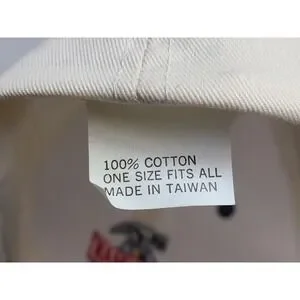 100% COTTON
ONE SIZE FITS ALL
MADE IN TAIWAN